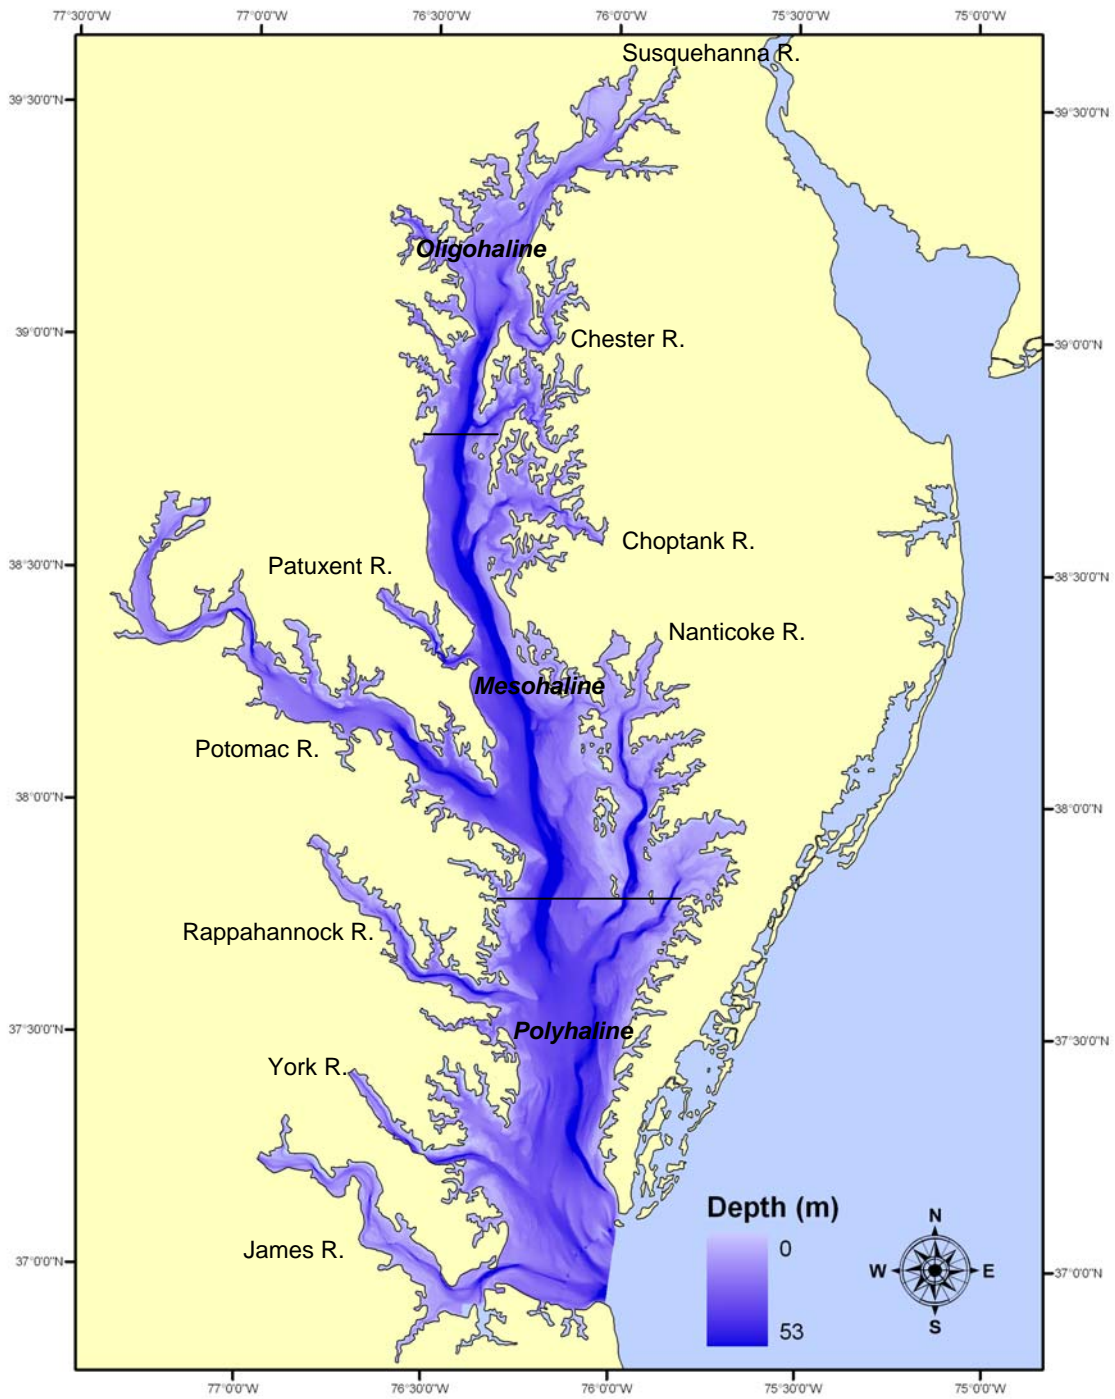 77°30'0"W 77°0'0"W 76°30'0"W 76°0'0"W 75°30'0"W 75°0'0"W
Susquehanna R.
39°30'0"N 39°30'0"N
Oligohaline
39°0'0"N 39°0'0"N
Chester R.
Choptank R.
Patuxent R.
38°30'0"N 38°30'0"N
Nanticoke R.
Mesohaline
Potomac R.
38°0'0"N 38°0'0"N
Rappahannock R.
Polyhaline
37°30'0"N 37°30'0"N
York R.
Depth (m)
0
53
N
W E
S
James R.
37°0'0"N 37°0'0"N
77°0'0"W 76°30'0"W 76°0'0"W 75°30'0"W 75°0'0"W